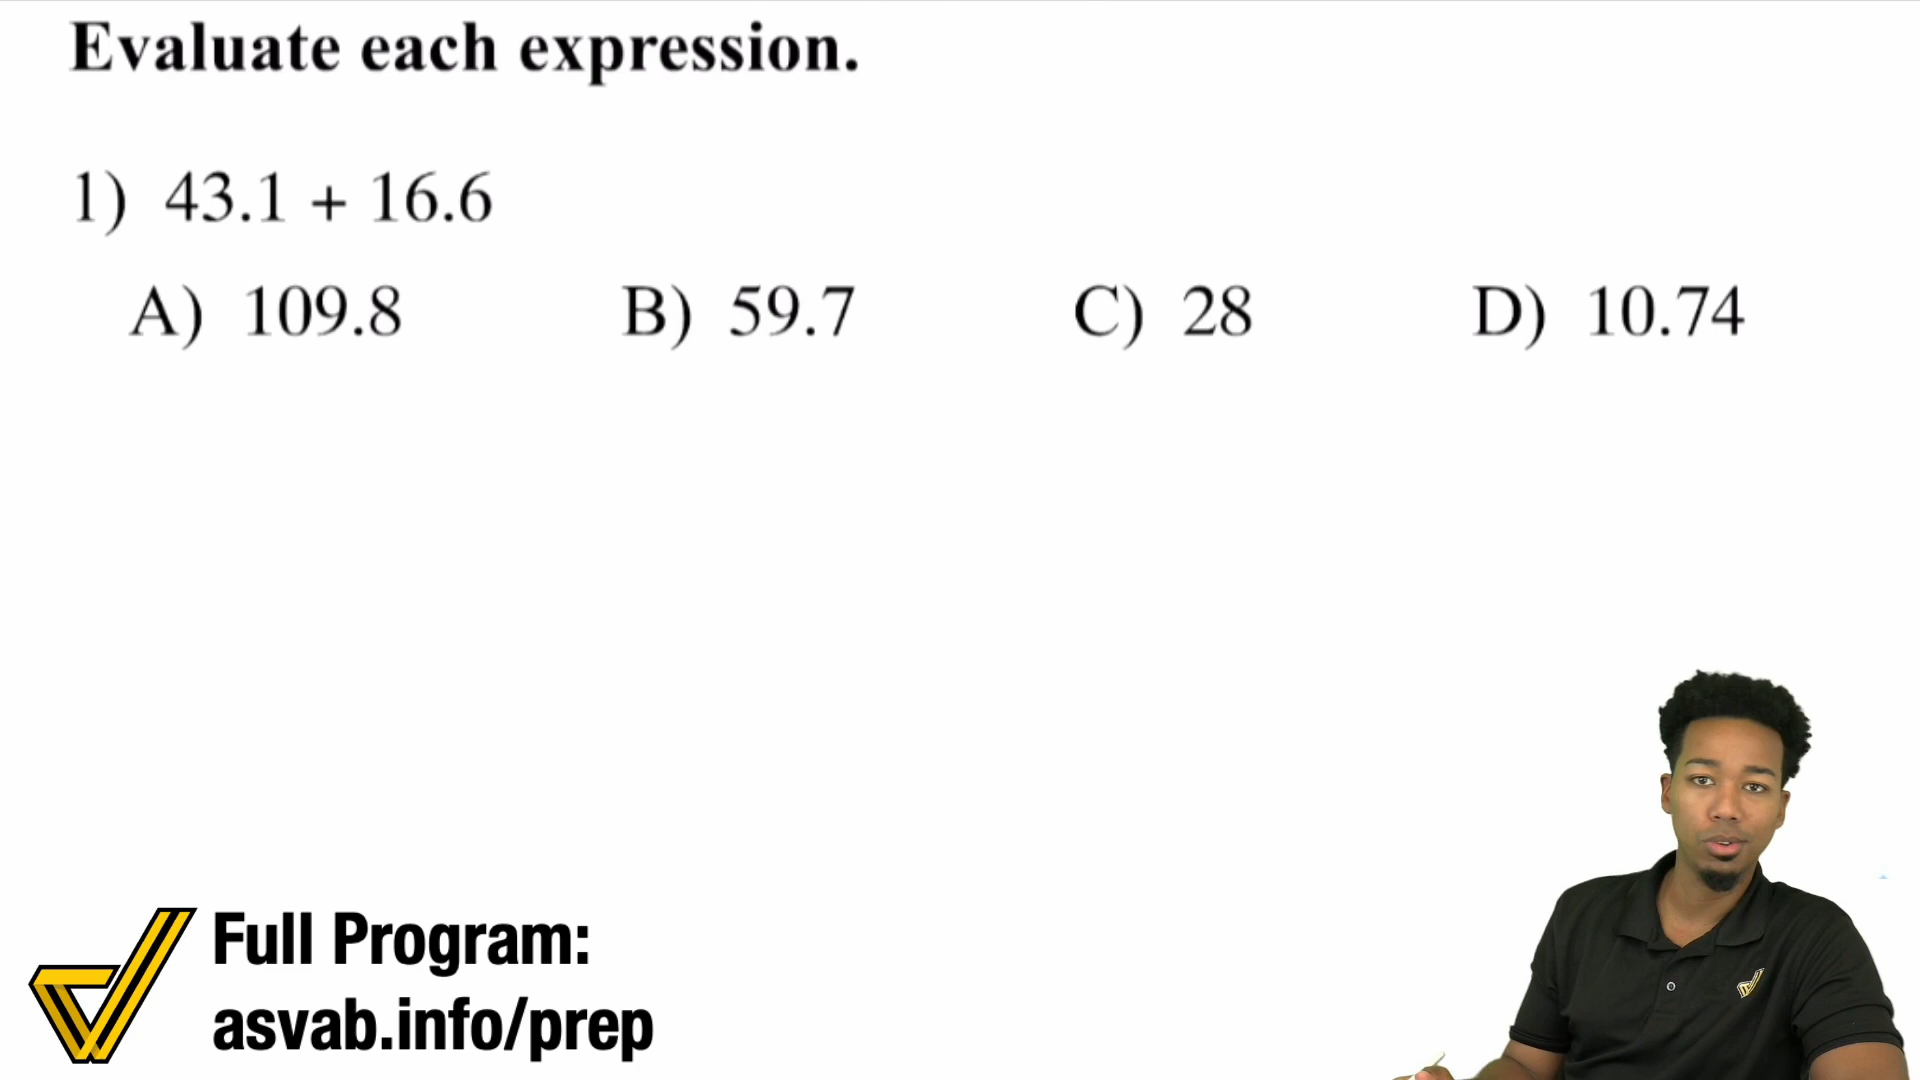 Evaluate each expression.
1) 43.1 + 16.6
A) 109.8 B) 59.7 C) 28 D) 10.74
Full Program:
asvab.info/prep